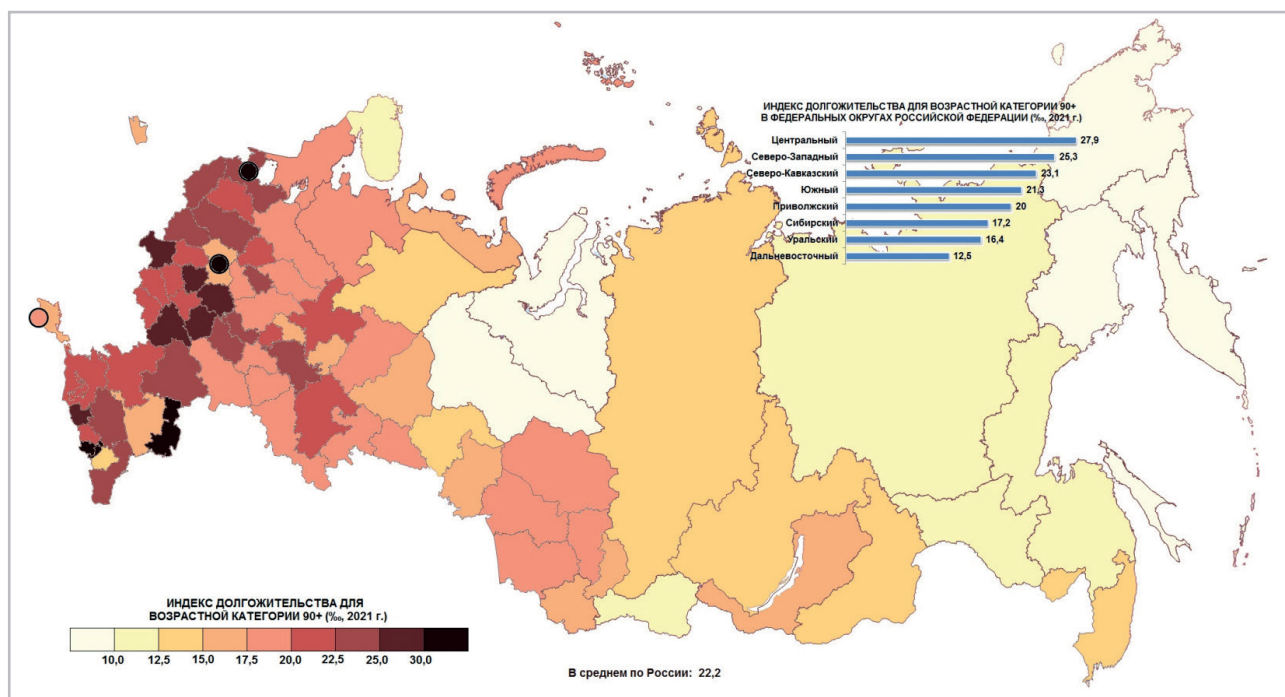 ИНДЕКС ДОЛГОЖИТЕЛЬСТВА ДЛЯ ВОЗРАСТНОЙ КАТЕГОРИИ 90+
В ФЕДЕРАЛЬНЫХ ОКРУГАХ РОССИЙСКОЙ ФЕДЕРАЦИИ (‰, 2021 г.)
Центральный 27,9
Северо-Западный 25,3
Северо-Кавказский 23,1
Южный 21,3
Приволжский 20
Сибирский 17,2
Уральский 16,4
Дальневосточный 12,5
ИНДЕКС ДОЛГОЖИТЕЛЬСТВА ДЛЯ
ВОЗРАСТНОЙ КАТЕГОРИИ 90+ (‰, 2021 г.)
10,0 12,5 15,0 17,5 20,0 22,5 25,0 30,0
В среднем по России: 22,2